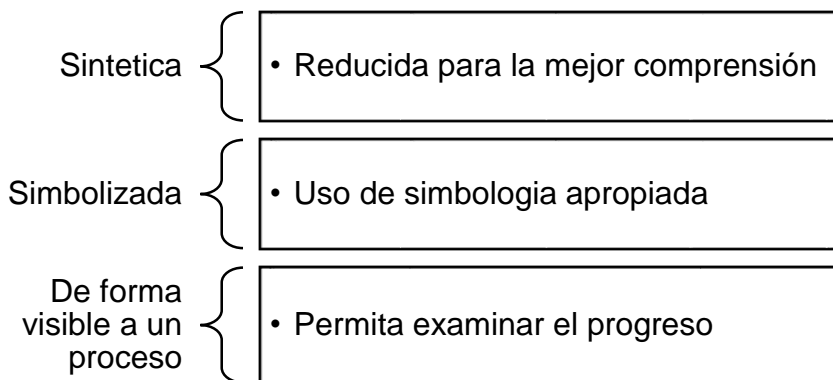 Sintetica
• Reducida para la mejor comprensión
Simbolizada
• Uso de simbologia apropiada
De forma
visible a un
proceso
• Permita examinar el progreso